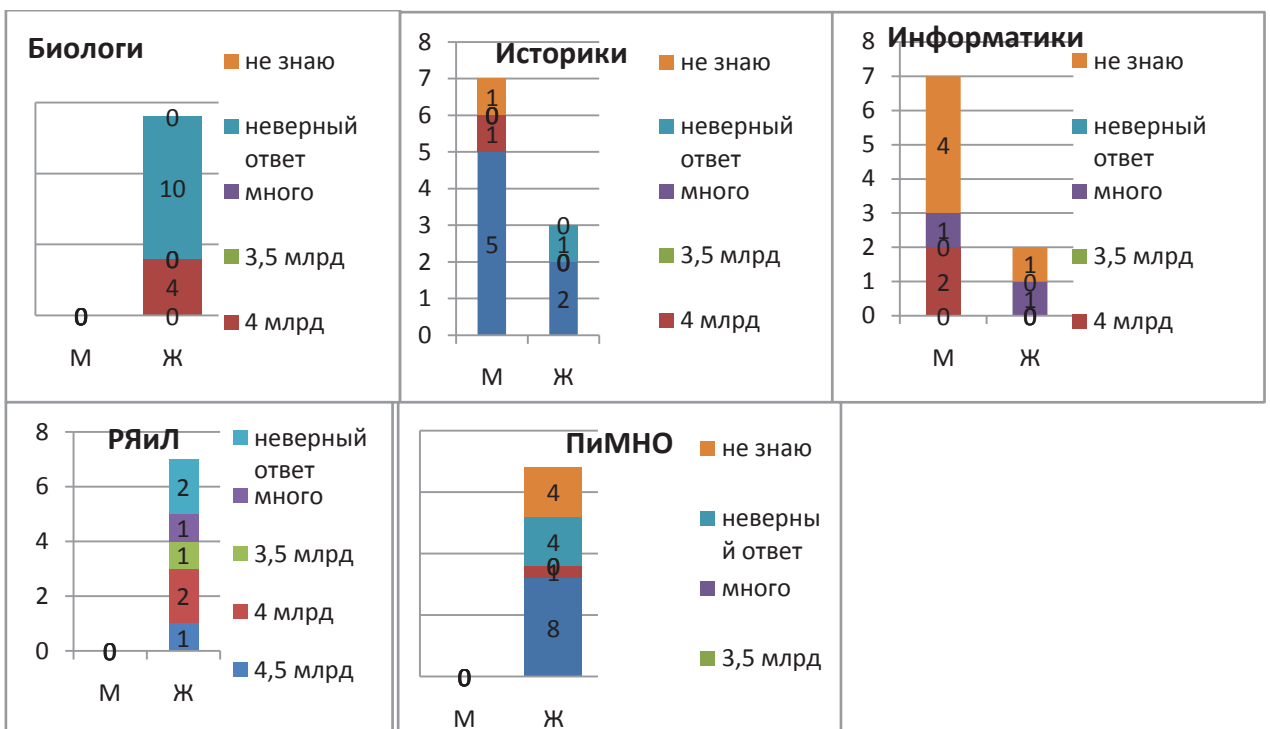 Биологи
не знаю
неверный
ответ
много
3,5 млрд
4 млрд
0
10
0
4
0
0
М
Ж
Историки
8
7
6
5
4
3
2
1
0
1
0
1
5
0
1
0
2
М
Ж
не знаю
неверный
ответ
много
3,5 млрд
4 млрд
Информатики
8
7
6
5
4
3
2
1
0
4
1
0
2
0
1
0
1
0
М
Ж
не знаю
неверный
ответ
много
3,5 млрд
4 млрд
РЯиЛ
8
6
4
2
0
2
1
1
2
1
0
М
Ж
неверный
ответ
много
3,5 млрд
4 млрд
4,5 млрд
ПиМНО
4
4
0
1
8
0
М
Ж
не знаю
неверны
й ответ
много
3,5 млрд